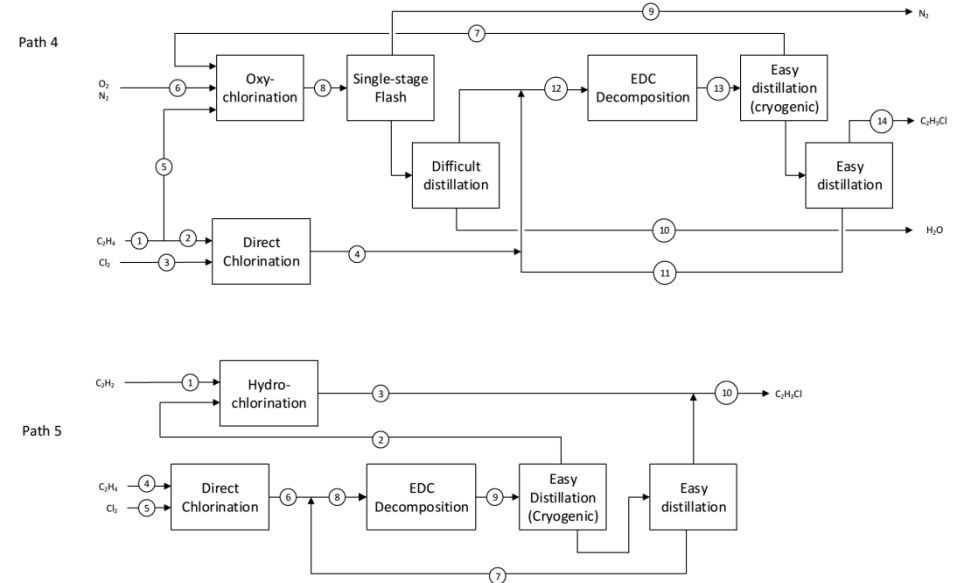 Path 4
9
N₂
7
O₂
N₂
6
Oxy-
chlorination
8
Single-stage
Flash
12
EDC
Decomposition
13
Easy
distillation
(cryogenic)
14
C₂H₃Cl
5
Difficult
distillation
Easy
distillation
C₂H₄
1
2
Cl₂
3
Direct
Chlorination
4
10
H₂O
11
Path 5
C₂H₂
1
Hydro-
chlorination
3
10
C₂H₃Cl
2
C₂H₄
4
Cl₂
5
Direct
Chlorination
6
8
EDC
Decomposition
9
Easy
Distillation
(Cryogenic)
Easy
distillation
7